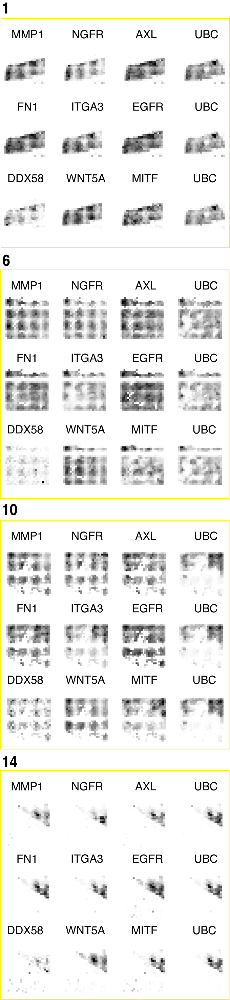 1
MMP1 NGFR AXL UBC
FN1 ITGA3 EGFR UBC
DDX58 WNT5A MITF UBC
6
MMP1 NGFR AXL UBC
FN1 ITGA3 EGFR UBC
DDX58 WNT5A MITF UBC
10
MMP1 NGFR AXL UBC
FN1 ITGA3 EGFR UBC
DDX58 WNT5A MITF UBC
14
MMP1 NGFR AXL UBC
FN1 ITGA3 EGFR UBC
DDX58 WNT5A MITF UBC